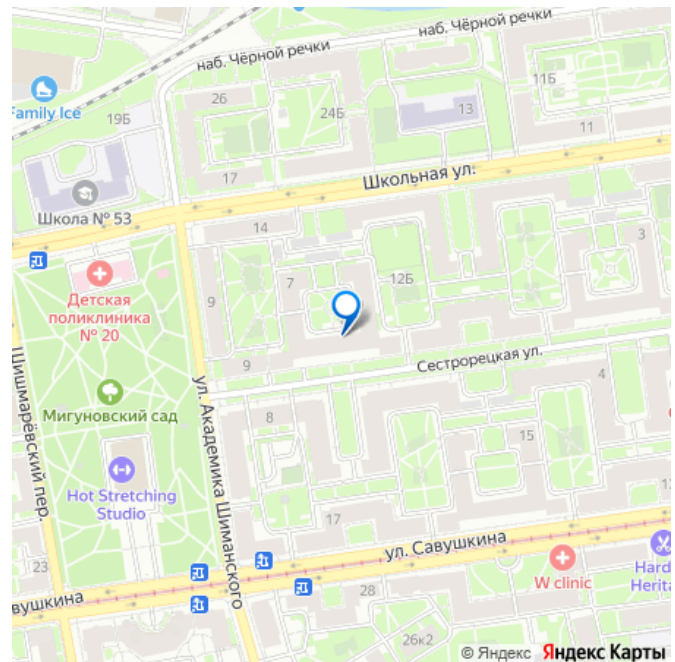 наб. Чёрной речки
наб. Чёрной речки
Family Ice
19Б
26
24Б
13
11Б
11
17
Школьная ул.
Школа № 53
14
3
Детская
поликлиника
№ 20
9
7
12Б
Сестрорецкая ул.
9
4
Шишмарёвский пер.
Мигуновский сад
ул. Академика Шиманского
8
15
Hot Stretching
Studio
17
ул. Савушкина
23
28
W clinic
Hard
Herita
авушкина
26к2
© Яндекс Яндекс Карты